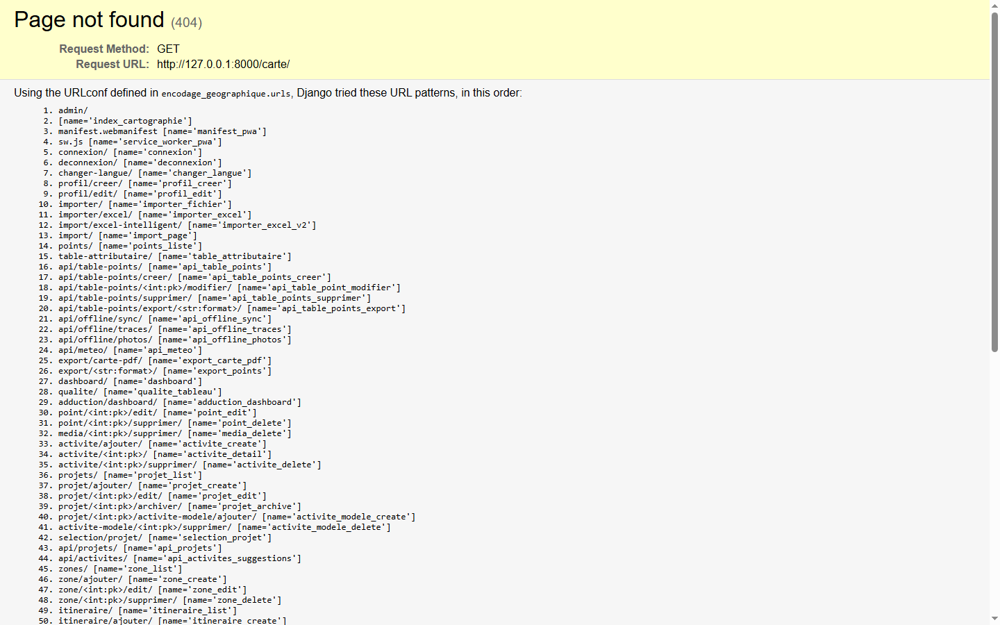 Page not found (404)
Request Method: GET
Request URL: http://127.0.0.1:8000/carte/
Using the URLconf defined in encodage_geographique.urls, Django tried these URL patterns, in this order:
1. admin/
2. [name='index_cartographie']
3. manifest.webmanifest [name='manifest_pwa']
4. sw.js [name='service_worker_pwa']
5. connexion/ [name='connexion']
6. deconnexion/ [name='deconnexion']
7. changer-langue/ [name='changer_langue']
8. profil/creer/ [name='profil_creer']
9. profil/edit/ [name='profil_edit']
10. importer/ [name='importer_fichier']
11. importer/excel/ [name='importer_excel']
12. import/excel-intelligent/ [name='importer_excel_v2']
13. import/ [name='import_page']
14. points/ [name='points_liste']
15. table-attributaire/ [name='table_attributaire']
16. api/table-points/ [name='api_table_points']
17. api/table-points/creer/ [name='api_table_points_creer']
18. api/table-points/<int:pk>/modifier/ [name='api_table_point_modifier']
19. api/table-points/supprimer/ [name='api_table_points_supprimer']
20. api/table-points/export/<str:format>/ [name='api_table_points_export']
21. api/offline/sync/ [name='api_offline_sync']
22. api/offline/traces/ [name='api_offline_traces']
23. api/offline/photos/ [name='api_offline_photos']
24. api/meteo/ [name='api_meteo']
25. export/carte-pdf/ [name='export_carte_pdf']
26. export/<str:format>/ [name='export_points']
27. dashboard/ [name='dashboard']
28. qualite/ [name='qualite_tableau']
29. adduction/dashboard/ [name='adduction_dashboard']
30. point/<int:pk>/edit/ [name='point_edit']
31. point/<int:pk>/supprimer/ [name='point_delete']
32. media/<int:pk>/supprimer/ [name='media_delete']
33. activite/ajouter/ [name='activite_create']
34. activite/<int:pk>/ [name='activite_detail']
35. activite/<int:pk>/supprimer/ [name='activite_delete']
36. projets/ [name='projet_list']
37. projet/ajouter/ [name='projet_create']
38. projet/<int:pk>/edit/ [name='projet_edit']
39. projet/<int:pk>/archiver/ [name='projet_archive']
40. projet/<int:pk>/activite-modele/ajouter/ [name='activite_modele_create']
41. activite-modele/<int:pk>/supprimer/ [name='activite_modele_delete']
42. selection/projet/ [name='selection_projet']
43. api/projets/ [name='api_projets']
44. api/activites/ [name='api_activites_suggestions']
45. zones/ [name='zone_list']
46. zone/ajouter/ [name='zone_create']
47. zone/<int:pk>/edit/ [name='zone_edit']
48. zone/<int:pk>/supprimer/ [name='zone_delete']
49. itineraire/ [name='itineraire_list']
50. itineraire/ajouter/ [name='itineraire_create']